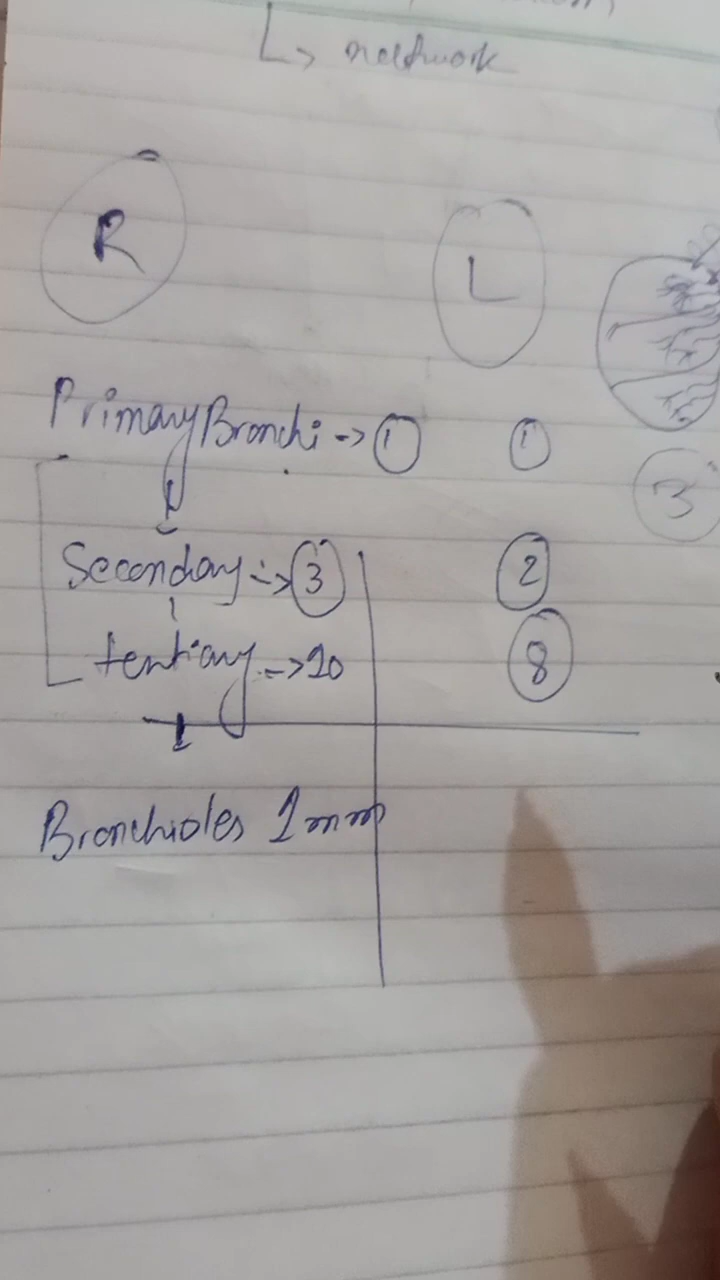 ↳ network
R L
Primary Bronchi -> 1 1
3
Secondary -> 3 2
tertiary -> 10 8
Bronchioles 1mm